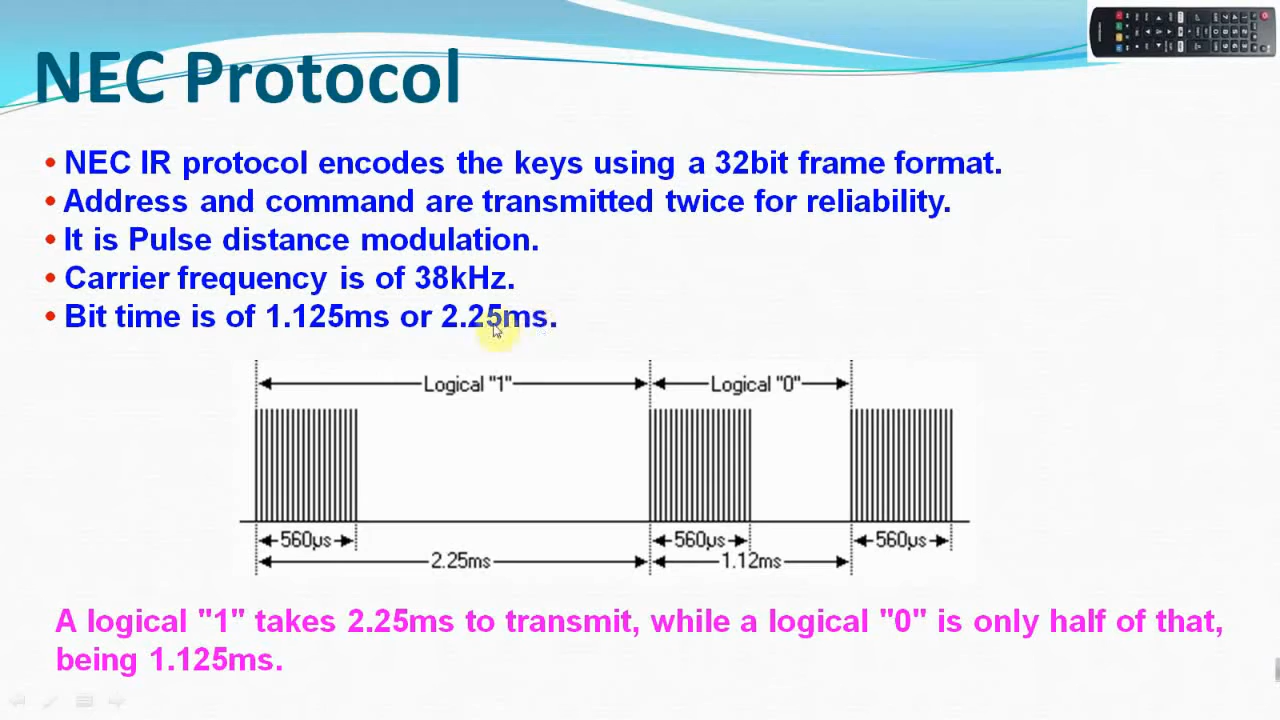 NEC Protocol
• NEC IR protocol encodes the keys using a 32bit frame format.
• Address and command are transmitted twice for reliability.
• It is Pulse distance modulation.
• Carrier frequency is of 38kHz.
• Bit time is of 1.125ms or 2.25ms.
Logical "1" Logical "0"
560µs 560µs 560µs
2.25ms 1.12ms
A logical "1" takes 2.25ms to transmit, while a logical "0" is only half of that,
being 1.125ms.